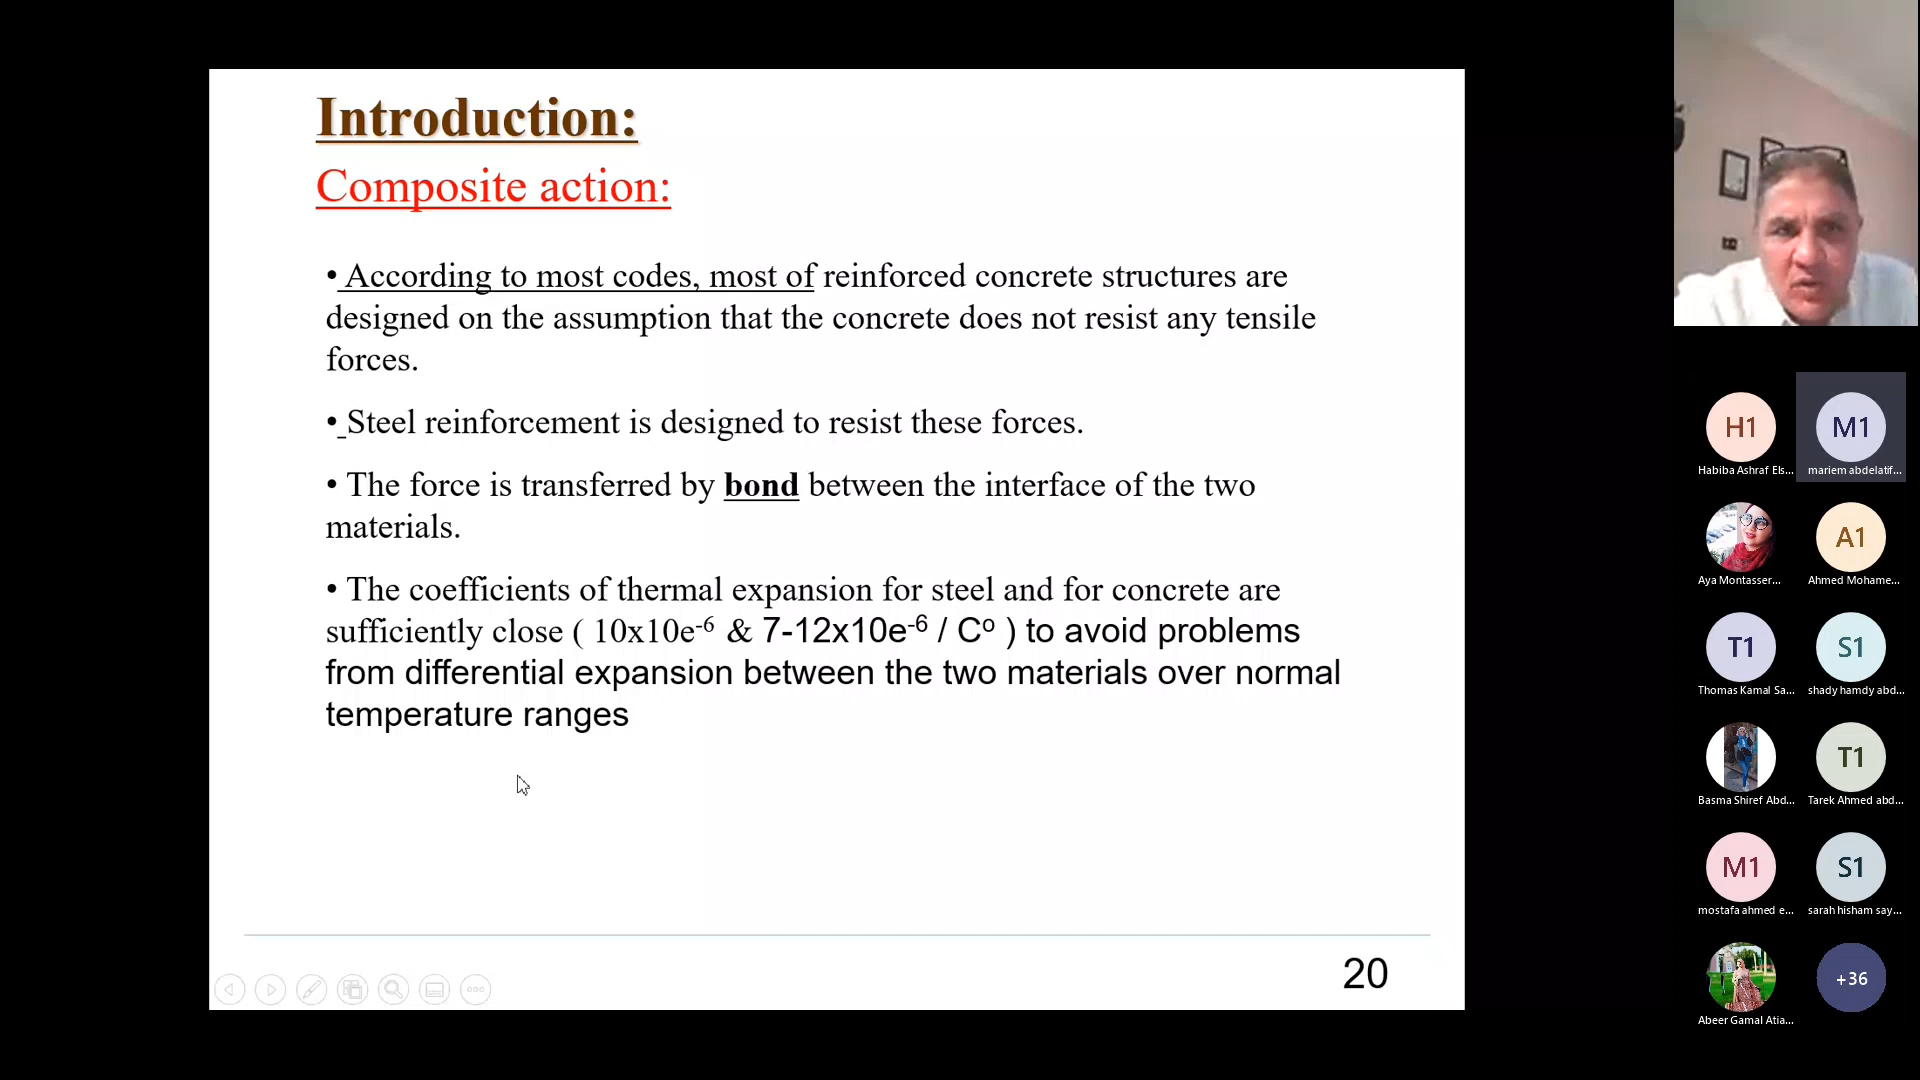 Introduction:
Composite action:
• According to most codes, most of reinforced concrete structures are
designed on the assumption that the concrete does not resist any tensile
forces.
• Steel reinforcement is designed to resist these forces.
• The force is transferred by bond between the interface of the two
materials.
• The coefficients of thermal expansion for steel and for concrete are
sufficiently close ( 10x10e⁻⁶ & 7-12x10e⁻⁶ / Cº ) to avoid problems
from differential expansion between the two materials over normal
temperature ranges
20
H1
Habiba Ashraf Els...
M1
mariem abdelatif...
Aya Montasser...
A1
Ahmed Mohame...
T1
Thomas Kamal Sa...
S1
shady hamdy abd...
Basma Shiref Abd...
T1
Tarek Ahmed abd...
M1
mostafa ahmed e...
S1
sarah hisham say...
Abeer Gamal Atia...
+36